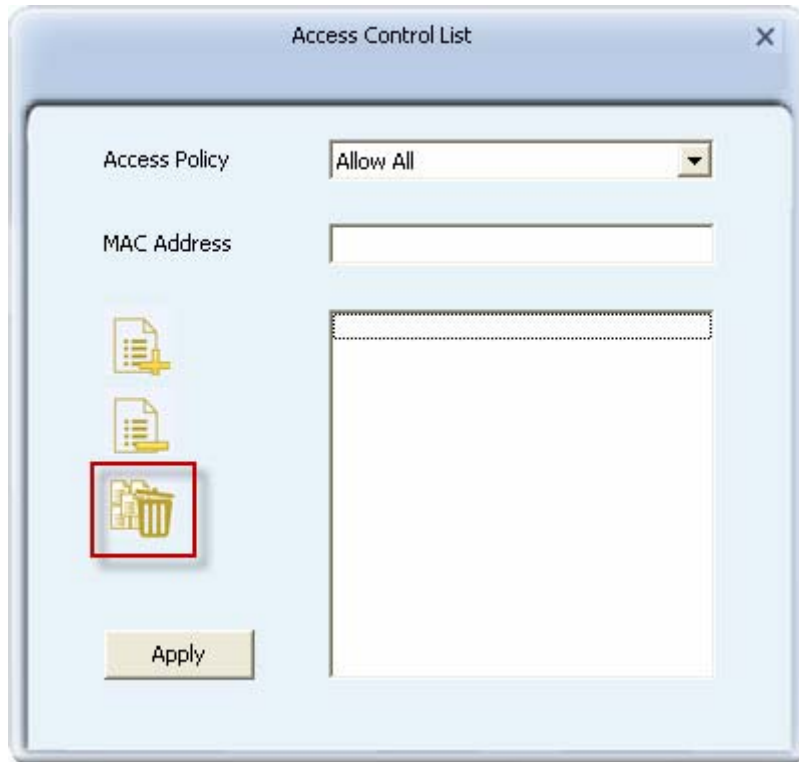 Access Control List
Access Policy
Allow All
MAC Address
Apply